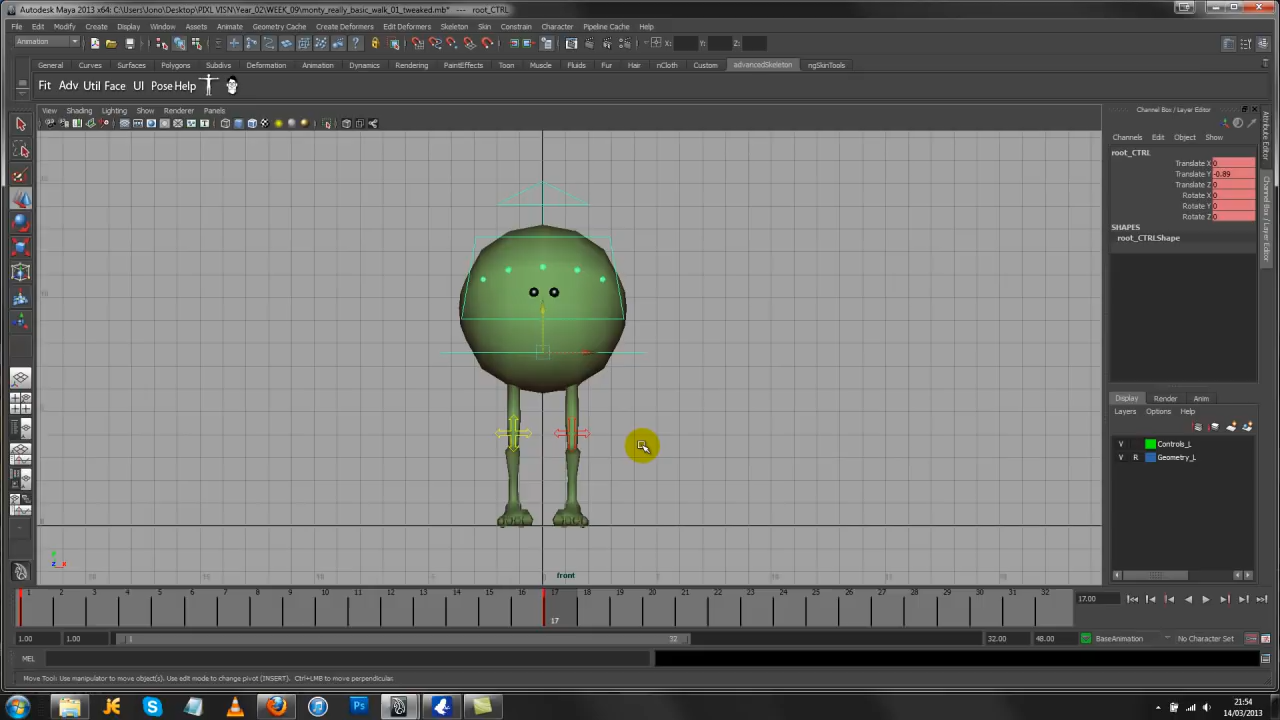 Autodesk Maya 2013 x64: C:\Users\Jono\Desktop\PIXL VISN\Year_02\WEEK_09\monty_really_basic_walk_01_tweaked.mb* --- root_CTRL
File Edit Modify Create Display Window Assets Animate Geometry Cache Create Deformers Edit Deformers Skeleton Skin Constrain Character Pipeline Cache Help
Animation X: Y: Z:
General Curves Surfaces Polygons Subdivs Deformation Animation Dynamics Rendering PaintEffects Toon Muscle Fluids Fur Hair nCloth Custom advancedSkeleton ngSkinTools
Fit Adv Util Face UI Pose Help
View Shading Lighting Show Renderer Panels
Channel Box / Layer Editor
Channels Edit Object Show
root_CTRL
Translate X 0
Translate Y -0.89
Translate Z 0
Rotate X 0
Rotate Y 0
Rotate Z 0
SHAPES
root_CTRLShape
Attribute Editor
Channel Box / Layer Editor
Display Render Anim
Layers Options Help
V Controls_L
V R Geometry_L
front
1 2 3 4 5 6 7 8 9 10 11 12 13 14 15 16 17 18 19 20 21 22 23 24 25 26 27 28 29 30 31 32
17
17.00
1.00 1.00 1 32 32.00 48.00 BaseAnimation No Character Set
MEL
Move Tool: Use manipulator to move object(s). Use edit mode to change pivot (INSERT). Ctrl+LMB to move perpendicular.
21:54
14/03/2013